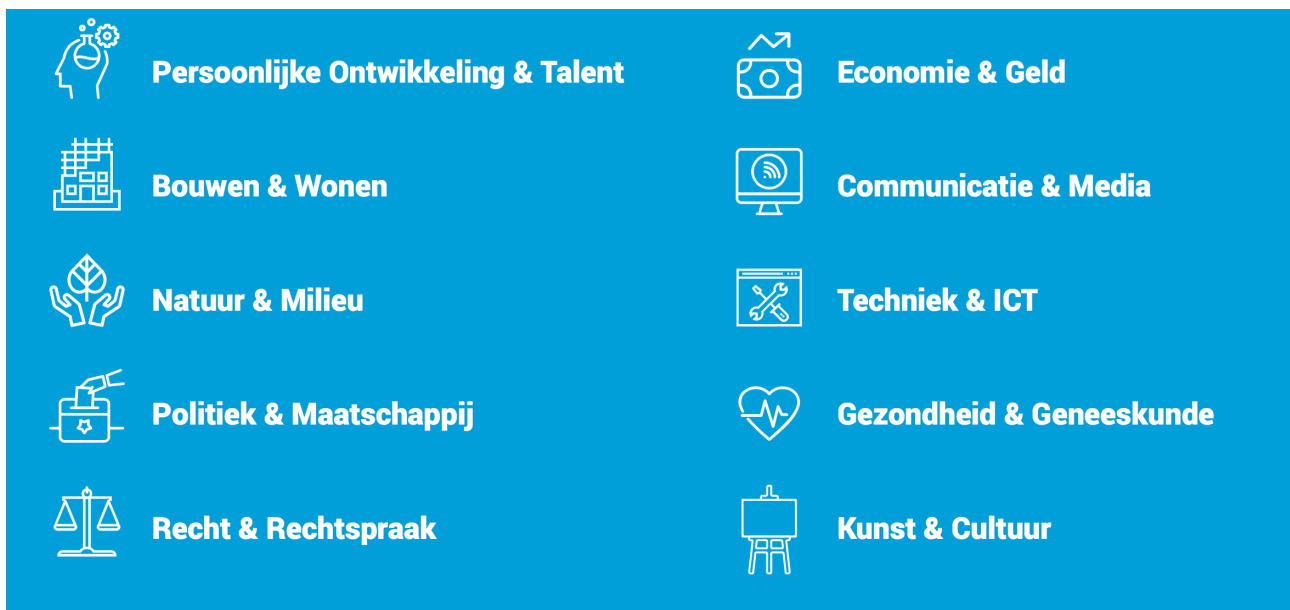 Persoonlijke Ontwikkeling & Talent
Bouwen & Wonen
Natuur & Milieu
Politiek & Maatschappij
Recht & Rechtspraak
Economie & Geld
Communicatie & Media
Techniek & ICT
Gezondheid & Geneeskunde
Kunst & Cultuur